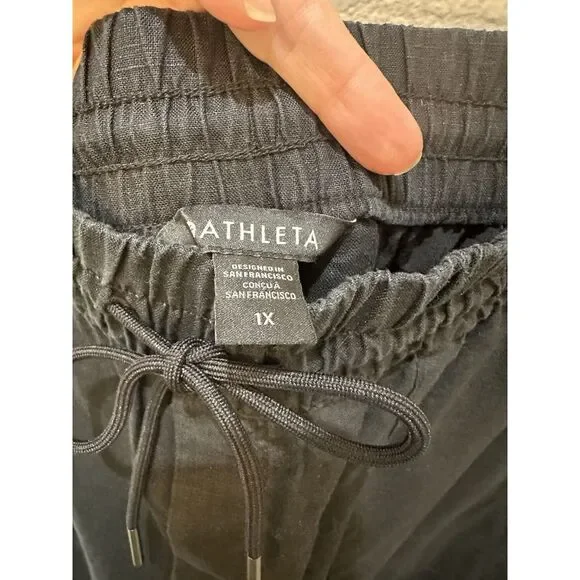 ATHLETA
DESIGNED IN
SAN FRANCISCO
CONÇU À
SAN FRANCISCO
1X